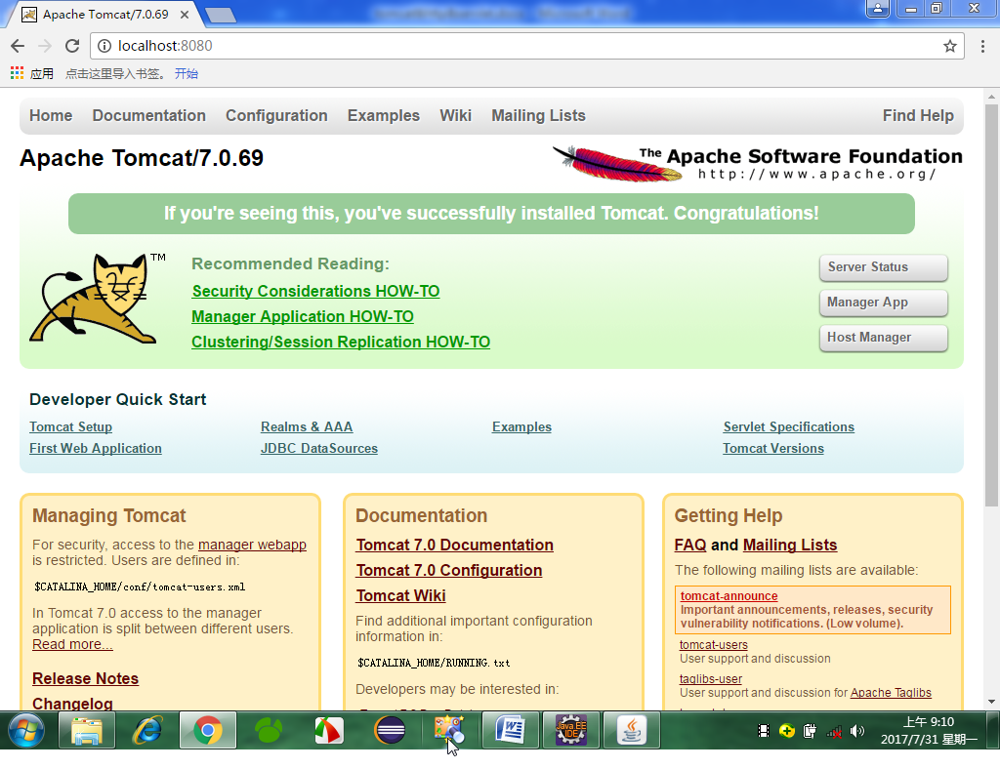 Apache Tomcat/7.0.69
localhost:8080
应用 点击这里导入书签。 开始
Home Documentation Configuration Examples Wiki Mailing Lists Find Help
Apache Tomcat/7.0.69
The Apache Software Foundation
http://www.apache.org/
If you're seeing this, you've successfully installed Tomcat. Congratulations!
TM
Recommended Reading:
Security Considerations HOW-TO
Manager Application HOW-TO
Clustering/Session Replication HOW-TO
Server Status
Manager App
Host Manager
Developer Quick Start
Tomcat Setup Realms & AAA Examples Servlet Specifications
First Web Application JDBC DataSources Tomcat Versions
Managing Tomcat
For security, access to the manager webapp
is restricted. Users are defined in:
$CATALINA_HOME/conf/tomcat-users.xml
In Tomcat 7.0 access to the manager
application is split between different users.
Read more...
Release Notes
Changelog
Documentation
Tomcat 7.0 Documentation
Tomcat 7.0 Configuration
Tomcat Wiki
Find additional important configuration
information in:
$CATALINA_HOME/RUNNING.txt
Developers may be interested in:
Getting Help
FAQ and Mailing Lists
The following mailing lists are available:
tomcat-announce
Important announcements, releases, security
vulnerability notifications. (Low volume).
tomcat-users
User support and discussion
taglibs-user
User support and discussion for Apache Taglibs
Java EE
IDE
上午 9:10
2017/7/31 星期一